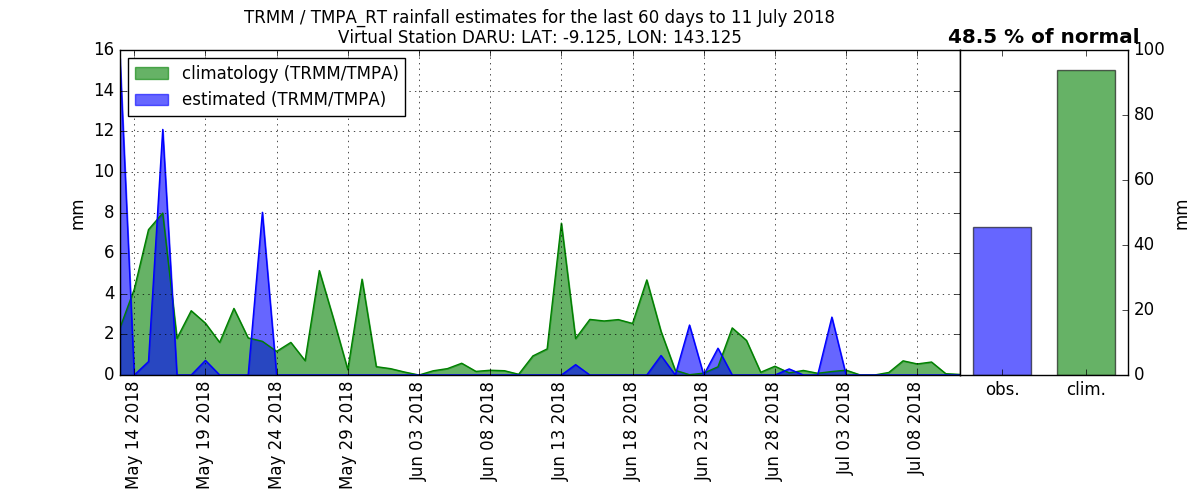 TRMM / TMPA_RT rainfall estimates for the last 60 days to 11 July 2018
Virtual Station DARU: LAT: -9.125, LON: 143.125
48.5 % of normal
climatology (TRMM/TMPA)
estimated (TRMM/TMPA)
mm
16
14
12
10
8
6
4
2
0
May 14 2018
May 19 2018
May 24 2018
May 29 2018
Jun 03 2018
Jun 08 2018
Jun 13 2018
Jun 18 2018
Jun 23 2018
Jun 28 2018
Jul 03 2018
Jul 08 2018
100
80
60
40
20
0
mm
obs.
clim.